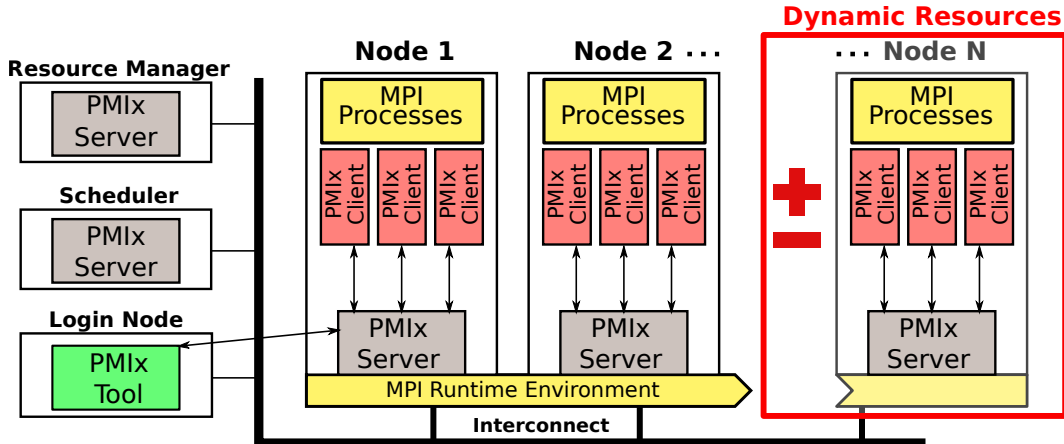 Dynamic Resources
Resource Manager
PMIx
Server
Scheduler
PMIx
Server
Login Node
PMIx
Tool
Node 1
MPI
Processes
PMIx
Client
PMIx
Client
PMIx
Client
PMIx
Server
Node 2 ...
MPI
Processes
PMIx
Client
PMIx
Client
PMIx
Client
PMIx
Server
... Node N
MPI
Processes
PMIx
Client
PMIx
Client
PMIx
Client
PMIx
Server
+
−
MPI Runtime Environment
Interconnect